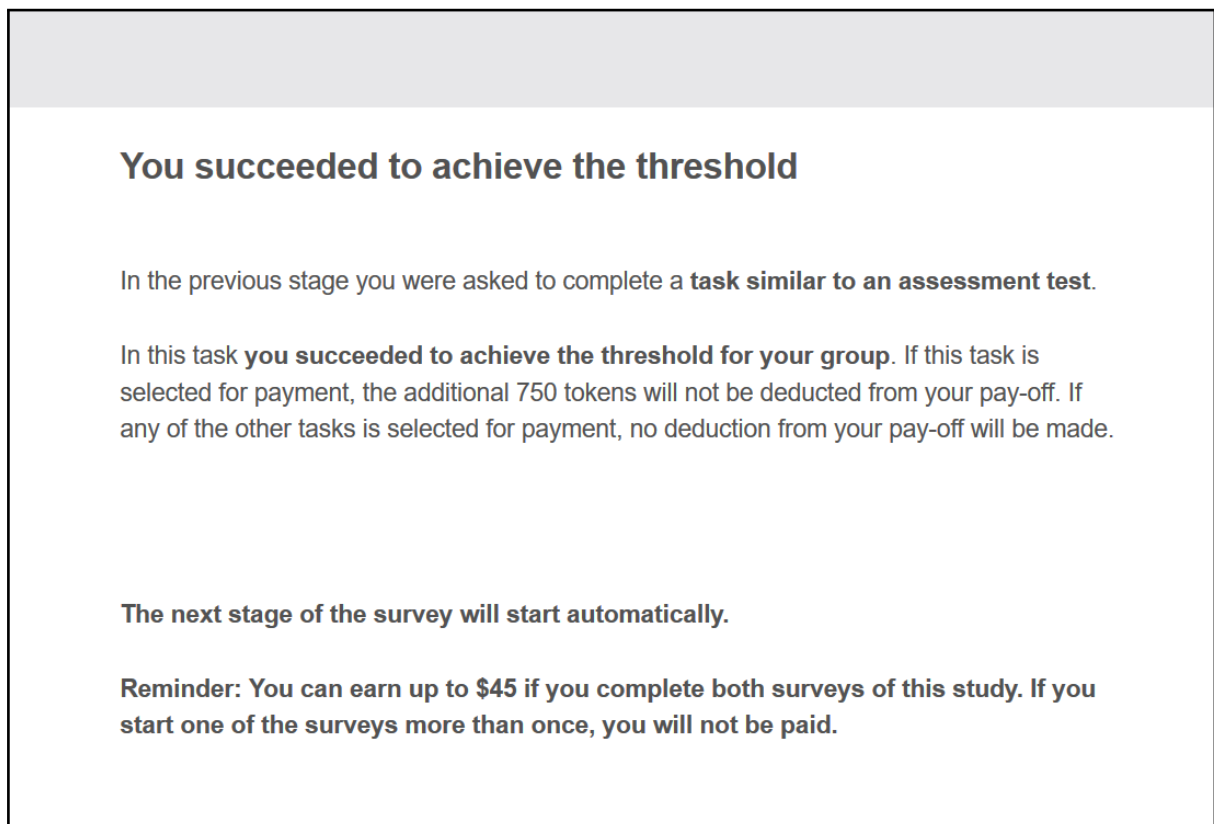 You succeeded to achieve the threshold
In the previous stage you were asked to complete a task similar to an assessment test.
In this task you succeeded to achieve the threshold for your group. If this task is
selected for payment, the additional 750 tokens will not be deducted from your pay-off. If
any of the other tasks is selected for payment, no deduction from your pay-off will be made.
The next stage of the survey will start automatically.
Reminder: You can earn up to $45 if you complete both surveys of this study. If you
start one of the surveys more than once, you will not be paid.